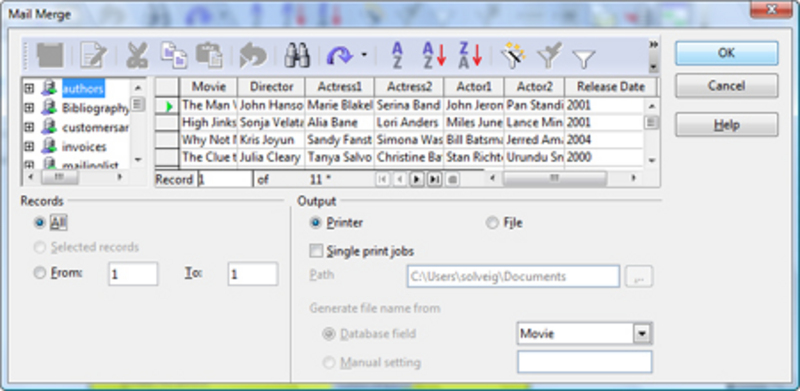 Mail Merge
OK
Cancel
Help
authors
Bibliography
customersar
invoices
mailinglist
Movie Director Actress1 Actress2 Actor1 Actor2 Release Date
The Man John Hanso Marie Blakel Serina Band John Jeron Pan Standi 2001
High Jinks Sonja Velata Alia Bane Lori Anders Miles June Lance Min 2001
Why Not Kris Joyun Sandy Fanst Simona Was Bill Batsma Jerred Ama 2004
The Clue t Julia Cleary Tanya Salvo Christine Ba Stan Richt Urundu Sn 2000
Record 1 of 11 *
Records
All
Selected records
From: 1 To: 1
Output
Printer File
Single print jobs
Path C:\Users\solveig\Documents ...
Generate file name from
Database field Movie
Manual setting